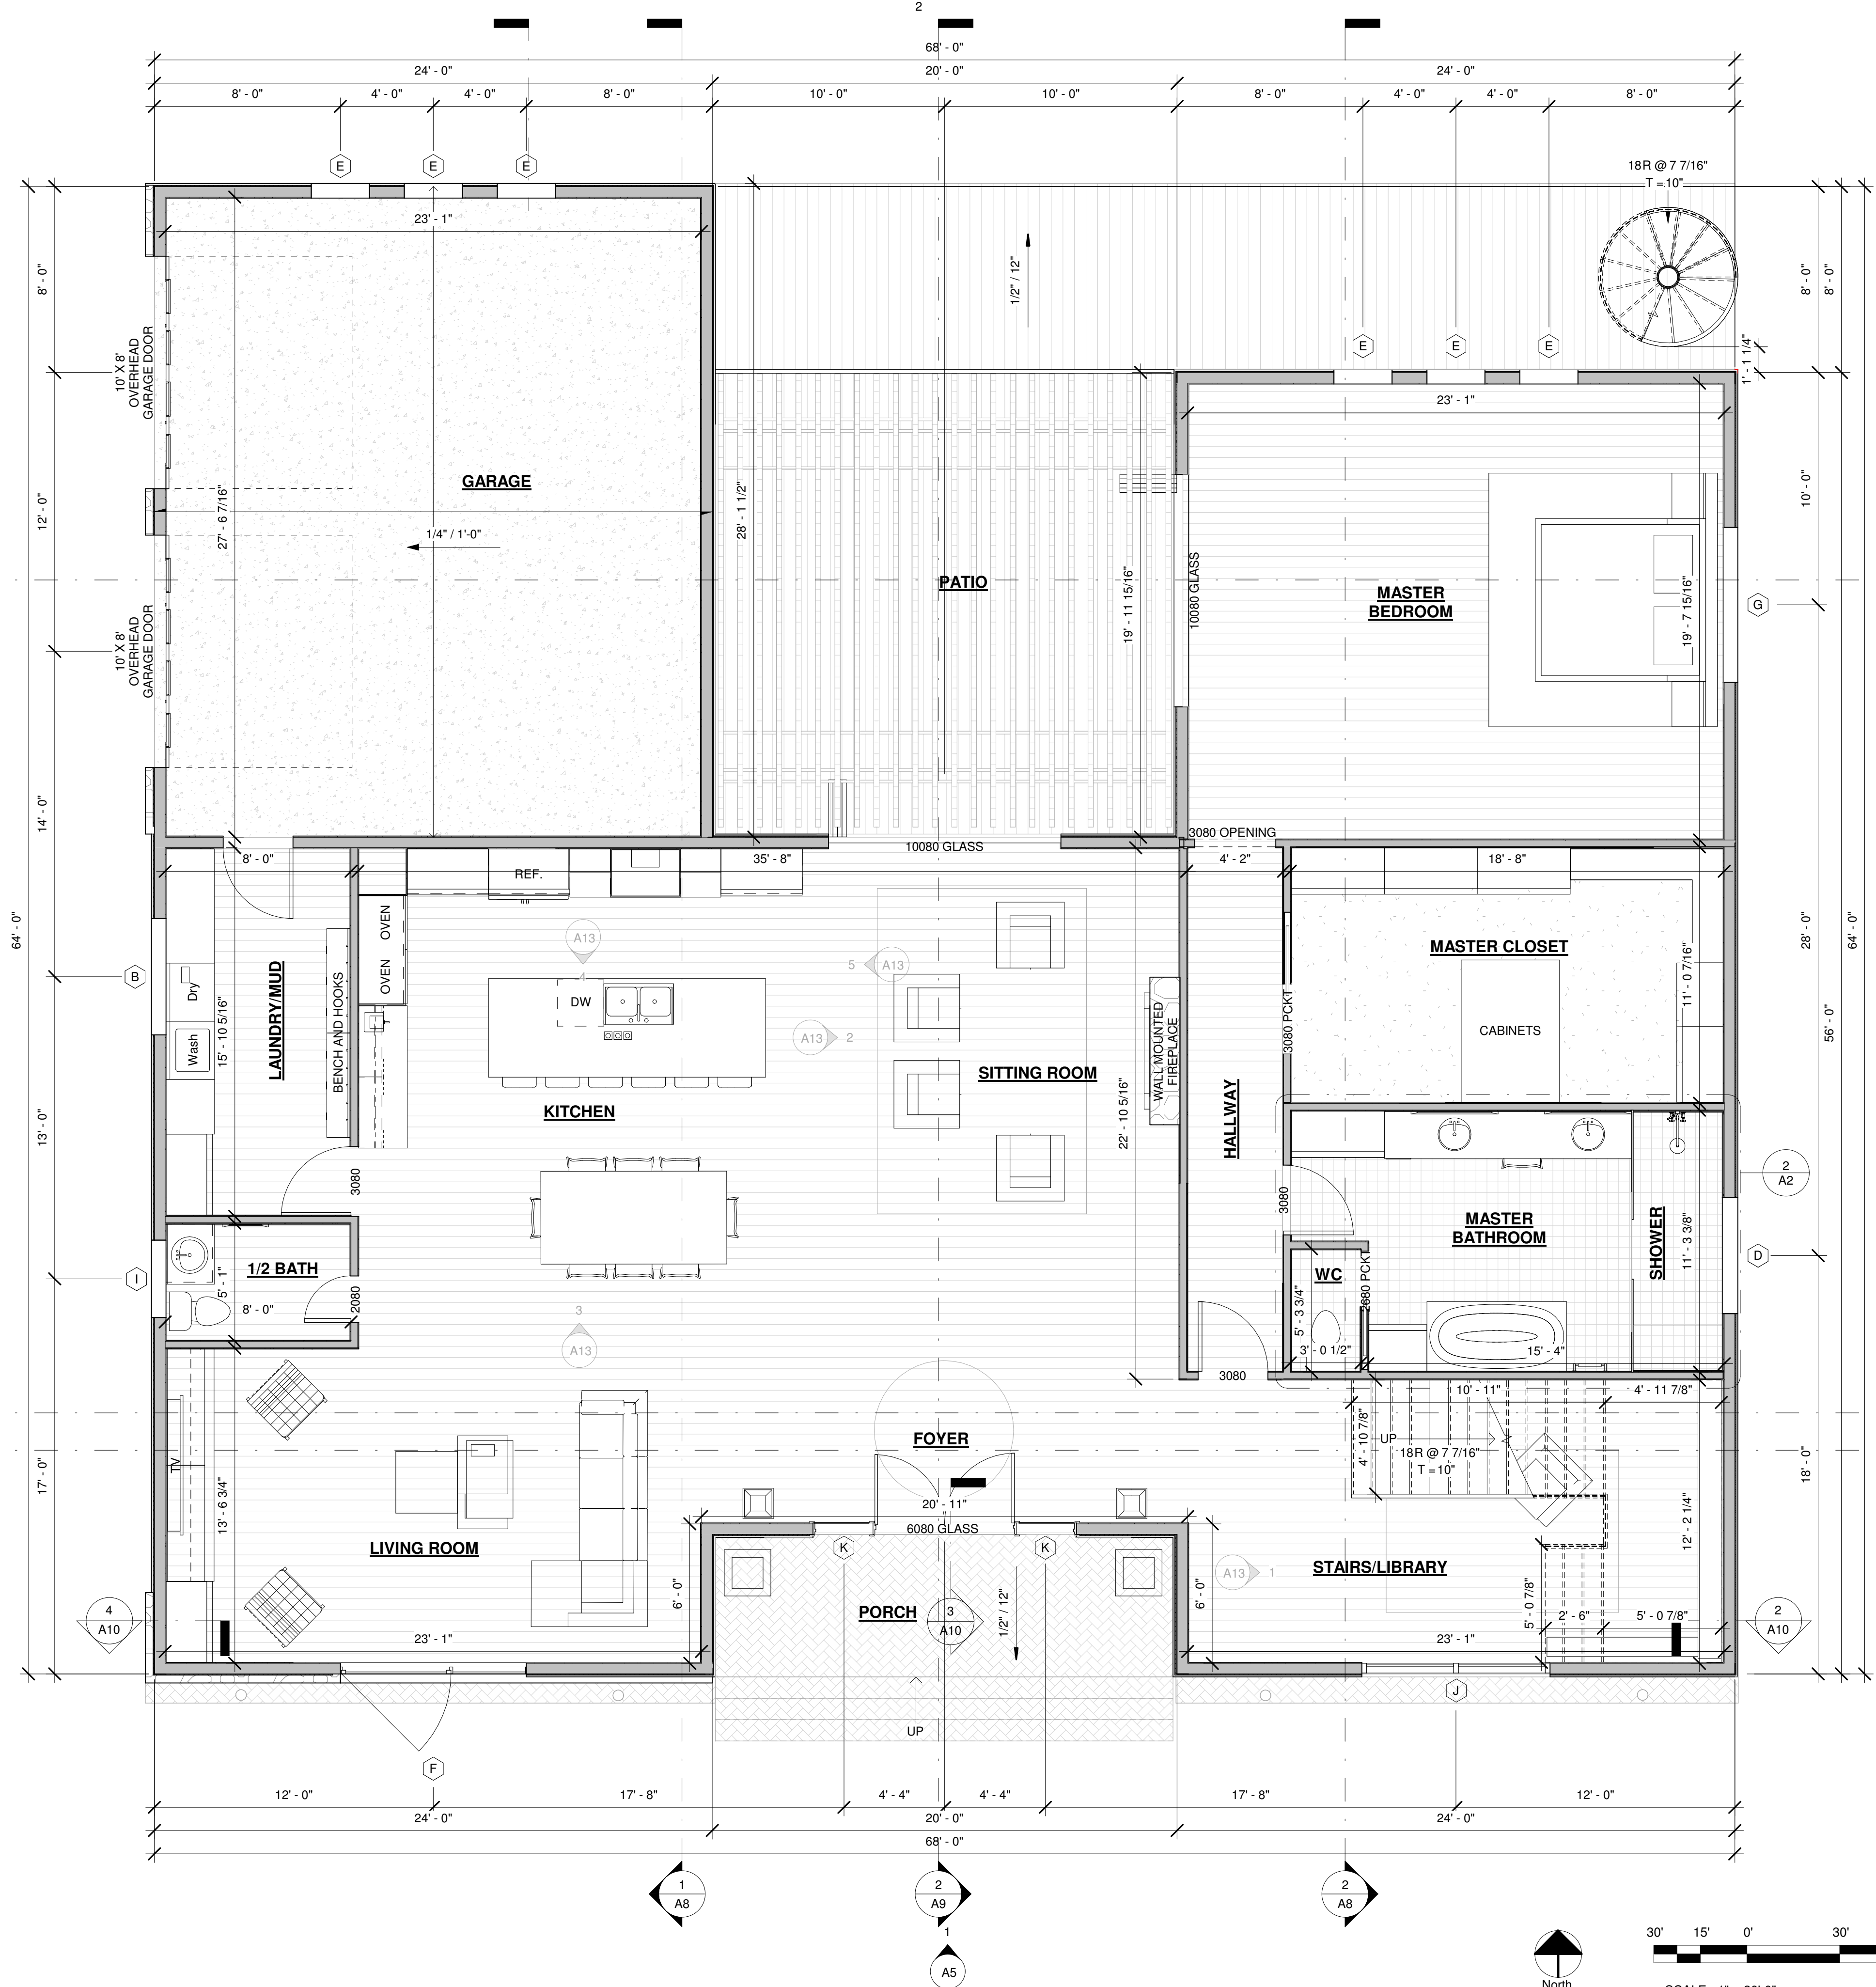 2
68' - 0"
24' - 0"
20' - 0"
24' - 0"
8' - 0"
4' - 0"
4' - 0"
8' - 0"
10' - 0"
10' - 0"
8' - 0"
4' - 0"
4' - 0"
8' - 0"
E
E
E
18R @ 7 7/16"
T = 10"
23' - 1"
8' - 0"
1/2" / 12"
8' - 0"
8' - 0"
E
E
E
1' - 1 1/4"
10' X 8'
OVERHEAD
GARAGE DOOR
23' - 1"
GARAGE
12' - 0"
27' - 6 7/16"
28' - 1 1/2"
10' - 0"
1/4" / 1'-0"
PATIO
19' - 11 15/16"
10080 GLASS
MASTER
BEDROOM
19' - 7 15/16"
G
10' X 8'
OVERHEAD
GARAGE DOOR
14' - 0"
3080 OPENING
8' - 0"
35' - 8"
10080 GLASS
4' - 2"
18' - 8"
REF.
64' - 0"
OVEN
OVEN
A13
4
5
A13
MASTER CLOSET
28' - 0"
64' - 0"
B
Dry
LAUNDRY/MUD
BENCH AND HOOKS
DW
11' - 0 7/16"
Wash
15' - 10 5/16"
A13
2
WALL MOUNTED
FIREPLACE
3080 PCKT
CABINETS
56' - 0"
SITTING ROOM
KITCHEN
22' - 10 5/16"
HALLWAY
13' - 0"
3080
3080
2
A2
MASTER
BATHROOM
SHOWER
11' - 3 3/8"
D
I
1/2 BATH
5' - 1"
8' - 0"
2080
WC
2680 PCKT
5' - 3 3/4"
3' - 0 1/2"
15' - 4"
3
A13
3080
10' - 11"
4' - 11 7/8"
FOYER
UP
4' - 10 7/8"
18R @ 7 7/16"
T = 10"
TV
17' - 0"
13' - 6 3/4"
18' - 0"
20' - 11"
6080 GLASS
12' - 2 1/4"
LIVING ROOM
K
K
STAIRS/LIBRARY
A13
1
6' - 0"
6' - 0"
4
A10
PORCH
3
A10
1/2" / 12"
5' - 0 7/8"
2' - 6"
5' - 0 7/8"
2
A10
23' - 1"
23' - 1"
J
UP
F
12' - 0"
17' - 8"
4' - 4"
4' - 4"
17' - 8"
12' - 0"
24' - 0"
20' - 0"
24' - 0"
68' - 0"
1
A8
2
A9
2
A8
1
A5
North
30'
15'
0'
30'